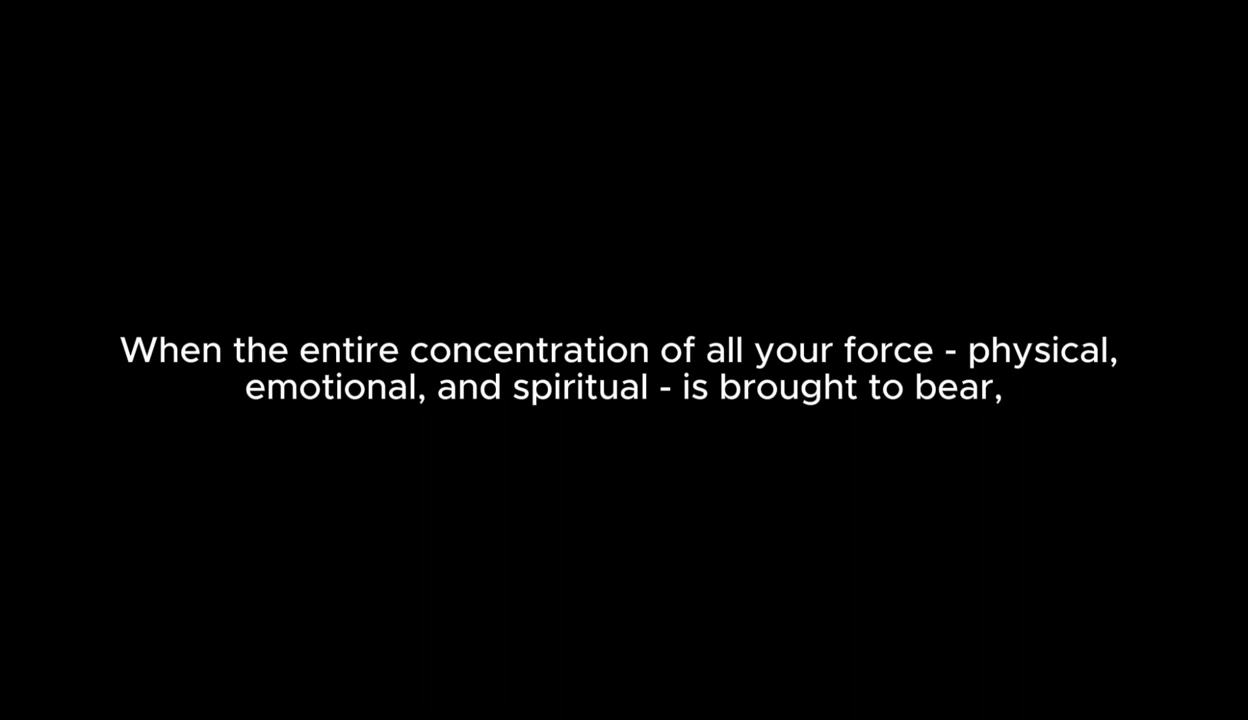 When the entire concentration of all your force - physical,
emotional, and spiritual - is brought to bear,